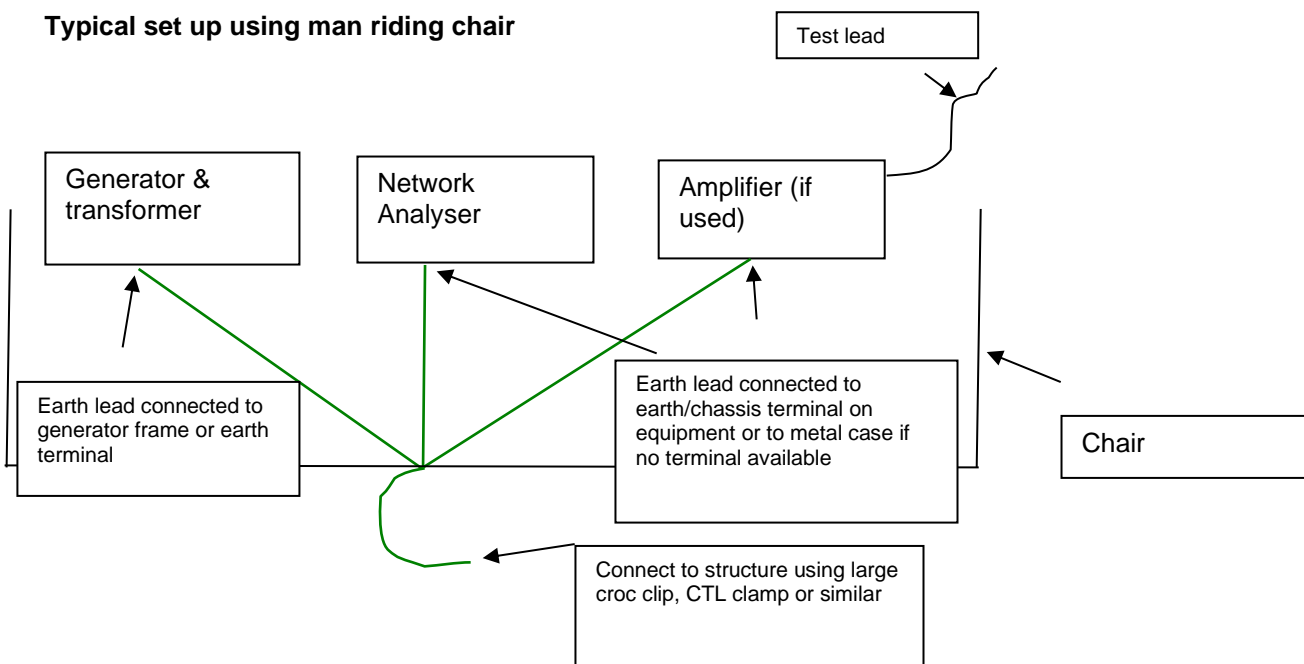 Typical set up using man riding chair
Test lead
Generator &
transformer
Network
Analyser
Amplifier (if
used)
Earth lead connected to
generator frame or earth
terminal
Earth lead connected to
earth/chassis terminal on
equipment or to metal case if
no terminal available
Chair
Connect to structure using large
croc clip, CTL clamp or similar